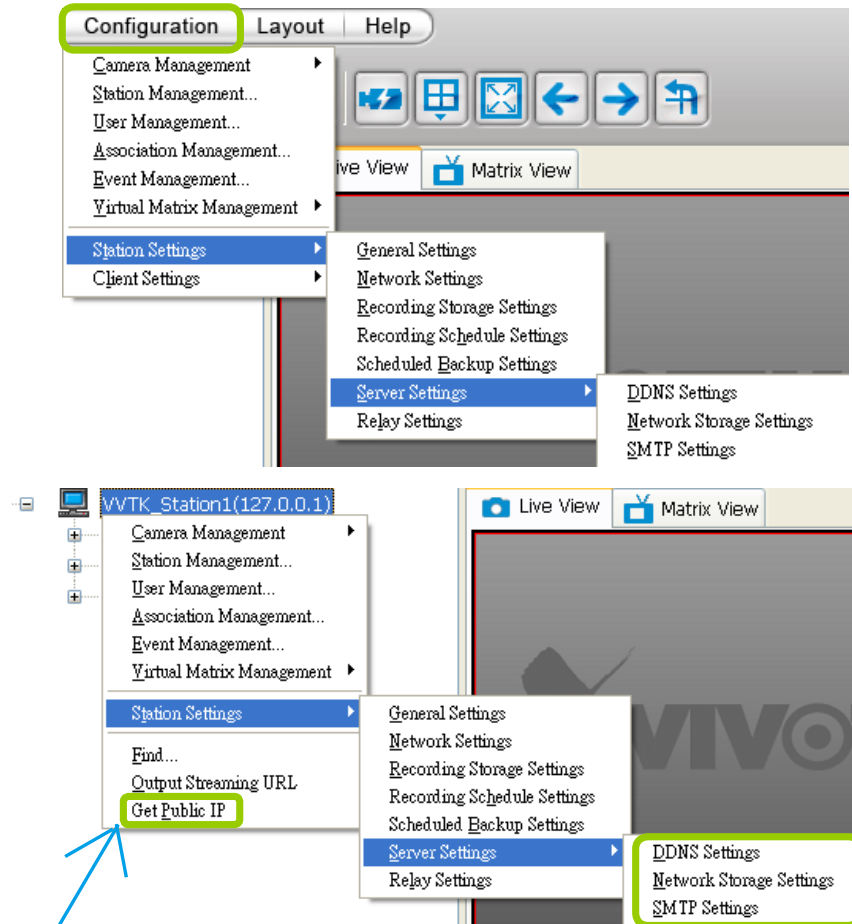 Configuration Layout Help
Camera Management
Station Management...
User Management...
Association Management...
Event Management...
Virtual Matrix Management
Station Settings
Client Settings
ive View Matrix View
General Settings
Network Settings
Recording Storage Settings
Recording Schedule Settings
Scheduled Backup Settings
Server Settings
Relay Settings
DDNS Settings
Network Storage Settings
SMTP Settings
VVTK_Station1(127.0.0.1)
Live View Matrix View
Camera Management
Station Management...
User Management...
Association Management...
Event Management...
Virtual Matrix Management
Station Settings
Find...
Output Streaming URL
Get Public IP
General Settings
Network Settings
Recording Storage Settings
Recording Schedule Settings
Scheduled Backup Settings
Server Settings
Relay Settings
DDNS Settings
Network Storage Settings
SMTP Settings
VIVO